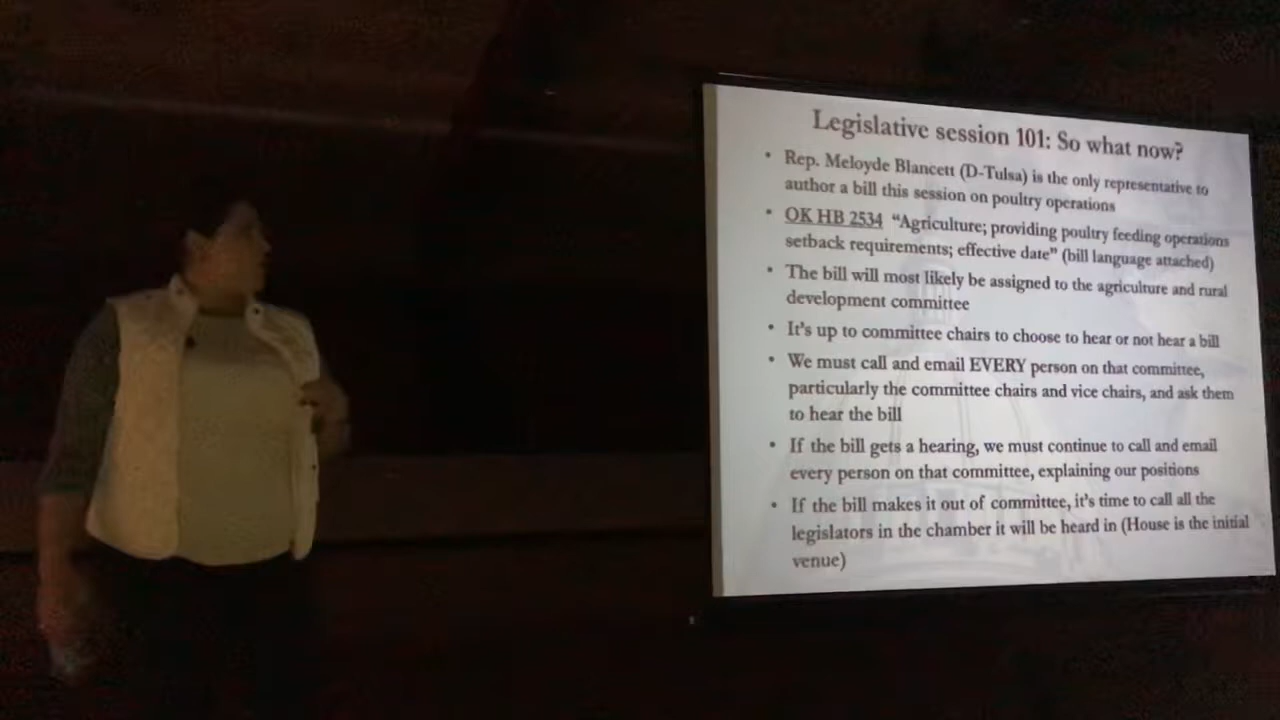 Legislative session 101: So what now?
• Rep. Meloyde Blancett (D-Tulsa) is the only representative to
author a bill this session on poultry operations
• OK HB 2534 “Agriculture; providing poultry feeding operations
setback requirements; effective date” (bill language attached)
• The bill will most likely be assigned to the agriculture and rural
development committee
• It’s up to committee chairs to choose to hear or not hear a bill
• We must call and email EVERY person on that committee,
particularly the committee chairs and vice chairs, and ask them
to hear the bill
• If the bill gets a hearing, we must continue to call and email
every person on that committee, explaining our positions
• If the bill makes it out of committee, it’s time to call all the
legislators in the chamber it will be heard in (House is the initial
venue)